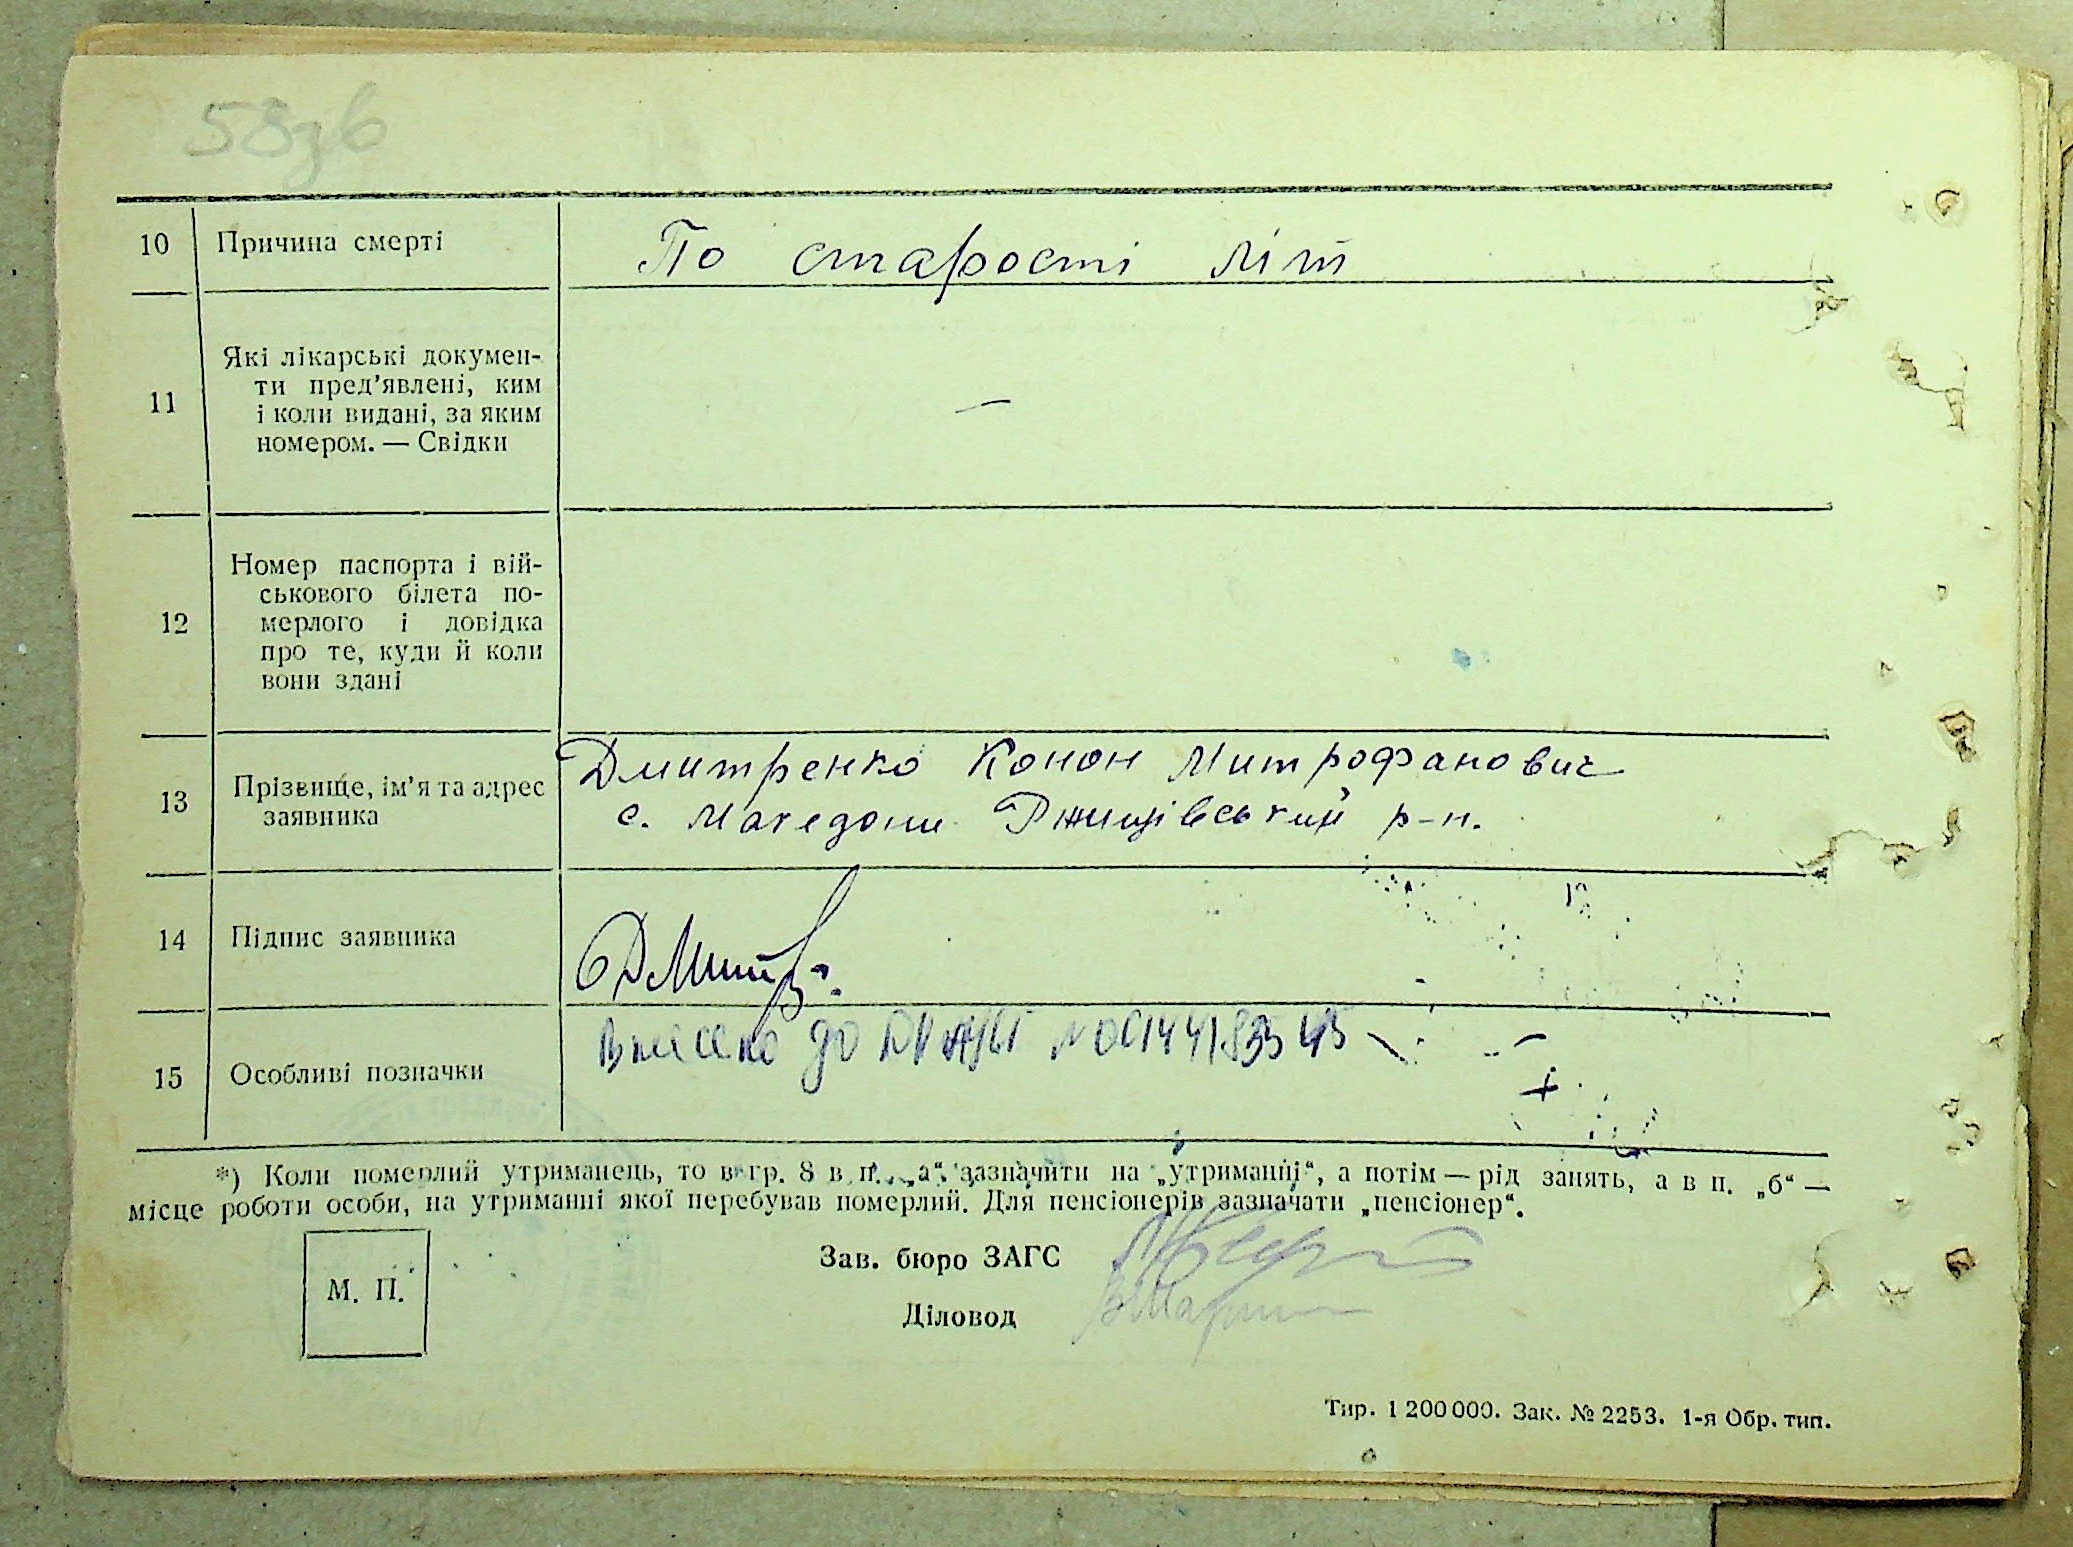 58зв
10 Причина смерті По старості літ
11 Які лікарські докумен-
ти пред’явлені, ким
і коли видані, за яким
номером. — Свідки —
12 Номер паспорта і вій-
ськового білета по-
мерлого і довідка
про те, куди й коли
вони здані
13 Прізвище, ім’я та адрес
заявника
Дмитренко Конон Митрофанович
с. Македони Ржищівський р-н.
14 Підпис заявника
15 Особливі позначки
Внесено до
*) Коли померлий утриманець, то в гр. 8 в п. „а“ зазначити на „утриманні“, а потім — рід занять, а в п. „б“ —
місце роботи особи, на утриманні якої перебував померлий. Для пенсіонерів зазначати „пенсіонер“.
М. П.
Зав. бюро ЗАГС
Діловод
Тир. 1 200 000. Зак. № 2253. 1-я Обр. тип.